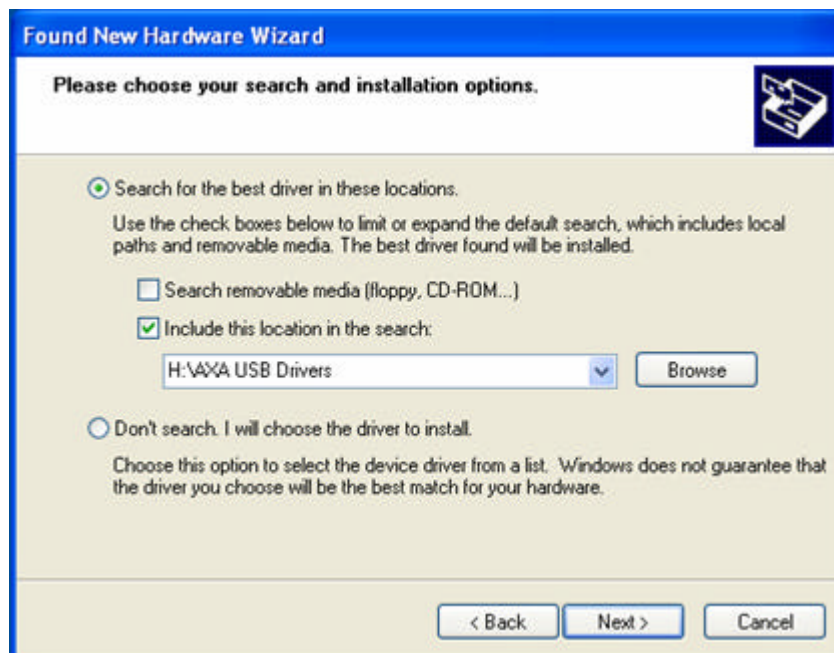 Found New Hardware Wizard
Please choose your search and installation options.
Search for the best driver in these locations.
Use the check boxes below to limit or expand the default search, which includes local
paths and removable media. The best driver found will be installed.
Search removable media (floppy, CD-ROM...)
Include this location in the search:
H:\AXA USB Drivers
Browse
Don't search. I will choose the driver to install.
Choose this option to select the device driver from a list. Windows does not guarantee that
the driver you choose will be the best match for your hardware.
< Back Next > Cancel